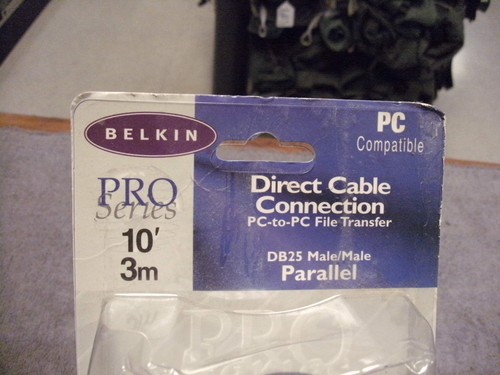 BELKIN
PC
Compatible
PRO
Series
10'
3m
Direct Cable
Connection
PC-to-PC File Transfer
DB25 Male/Male
Parallel
PRO